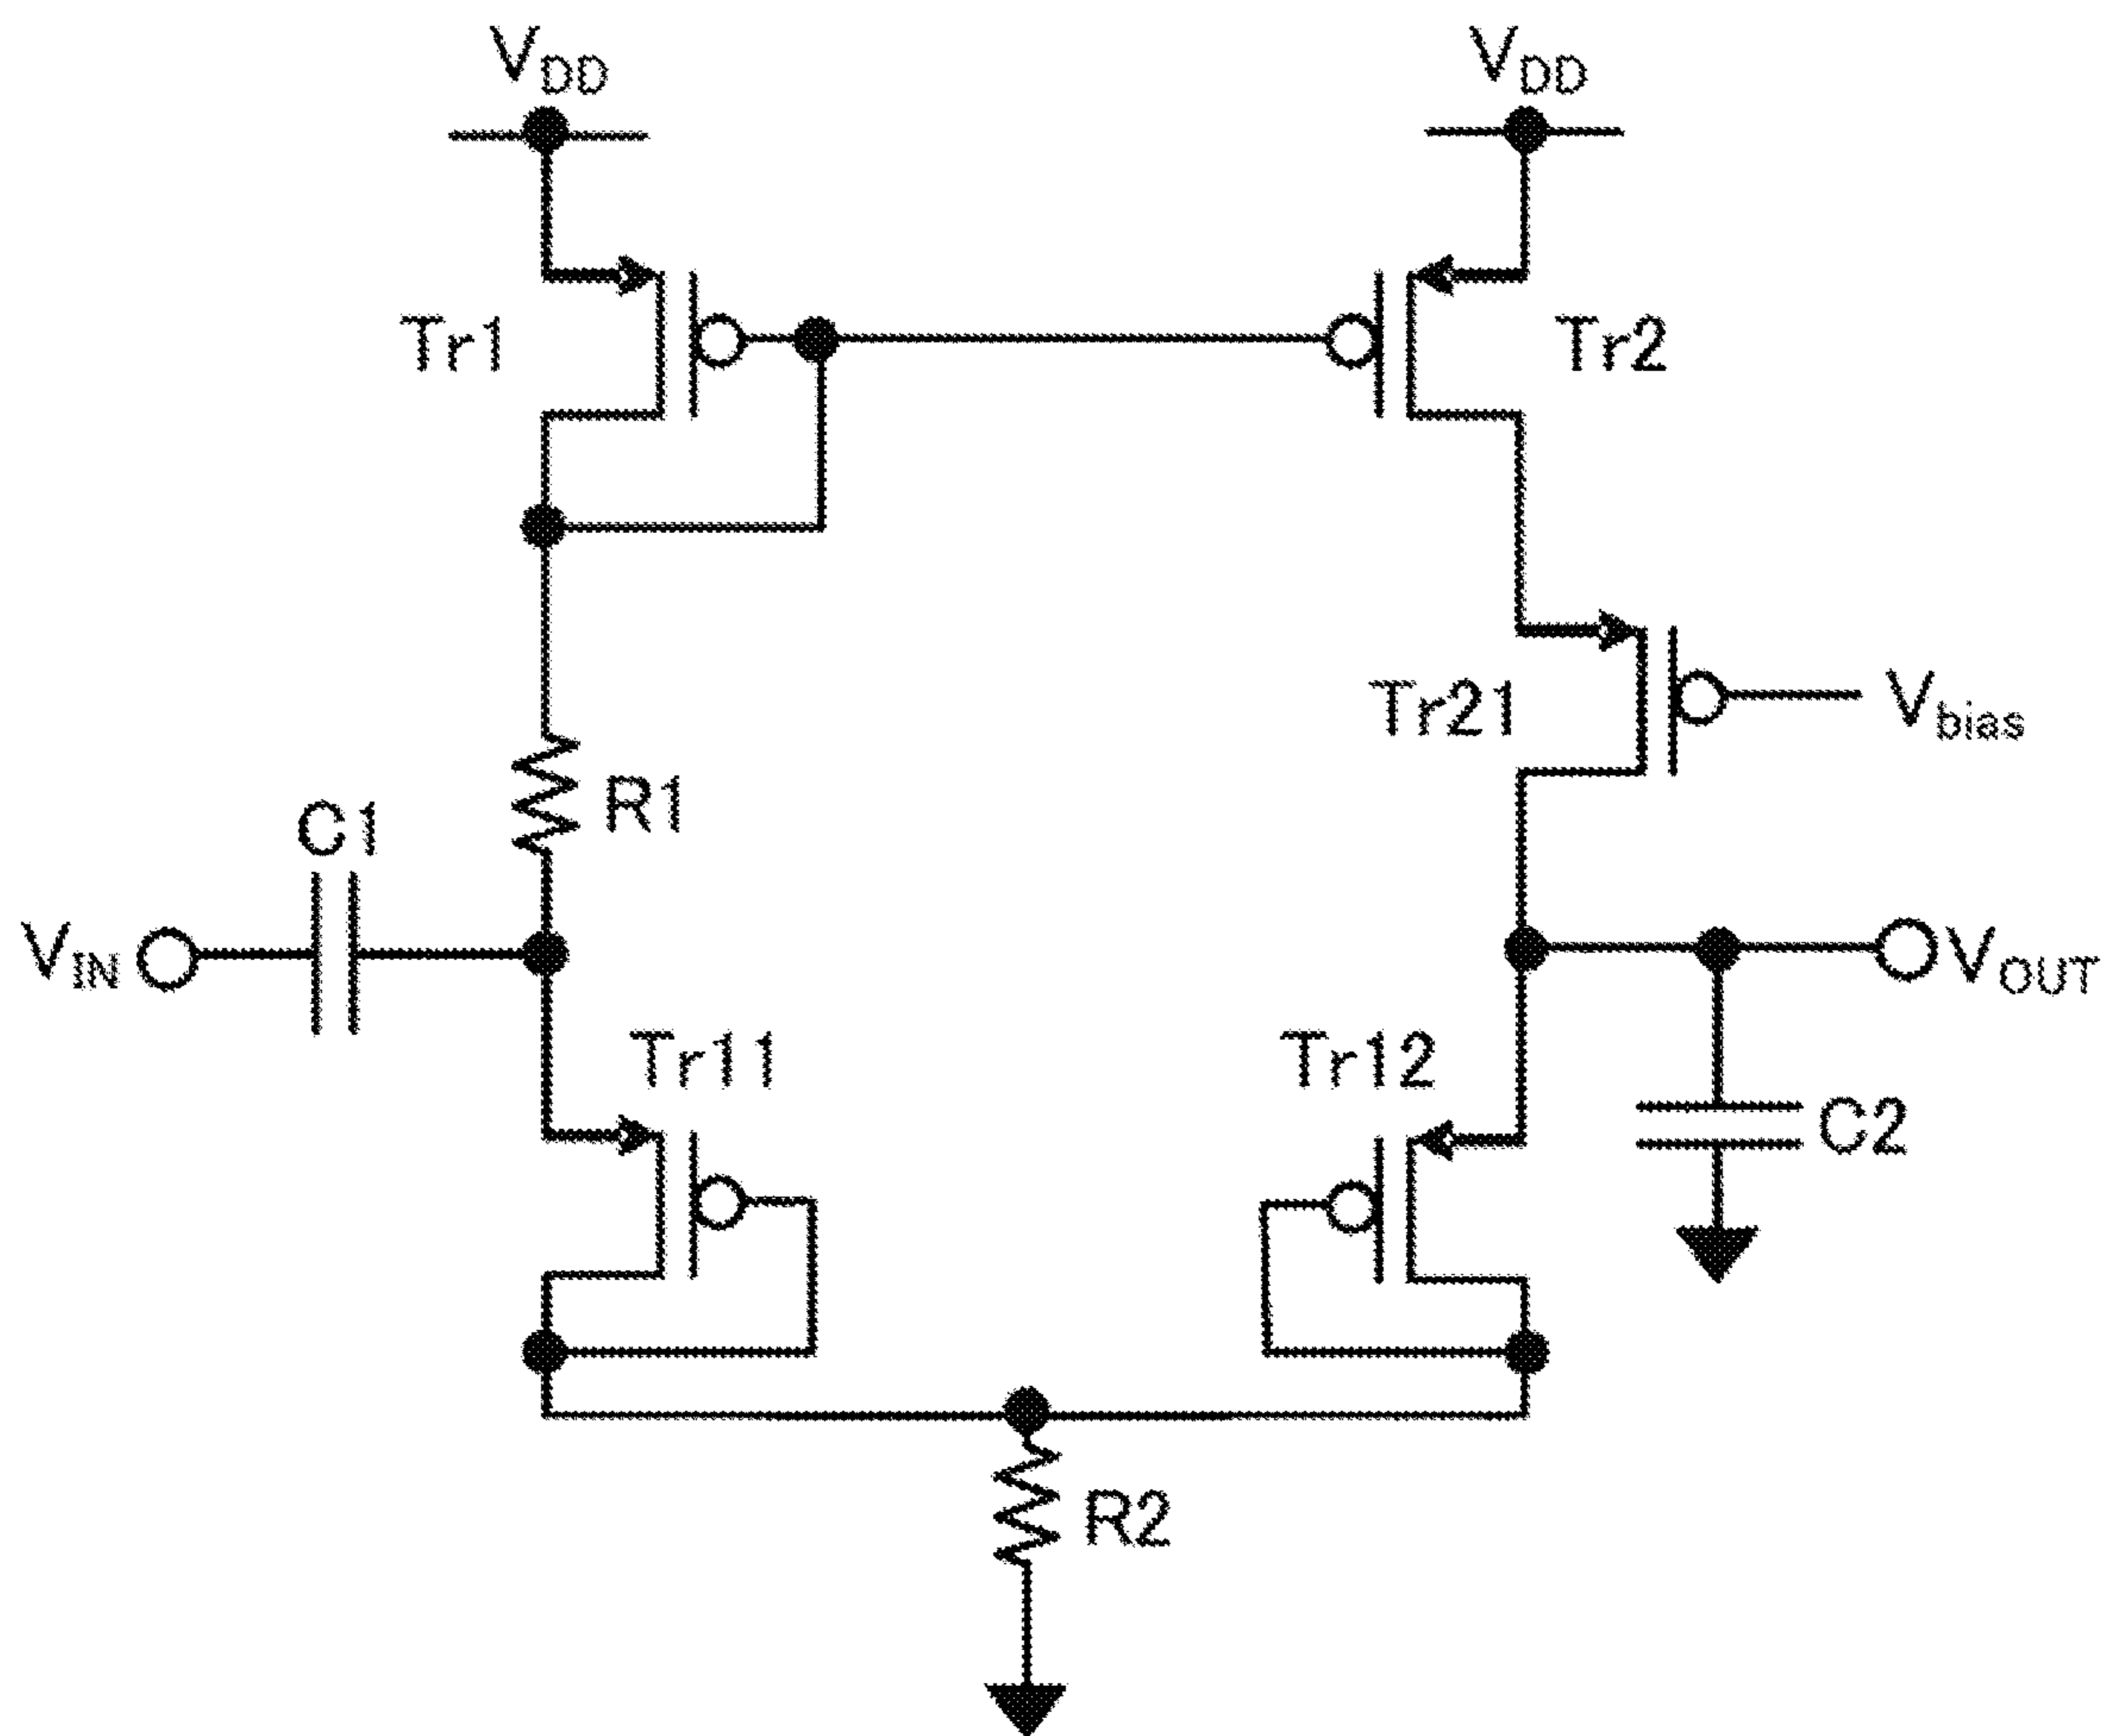 VDD VDD
Tr1 Tr2
Tr21 Vbias
R1
C1
VIN VOUT
Tr11 Tr12
C2
R2